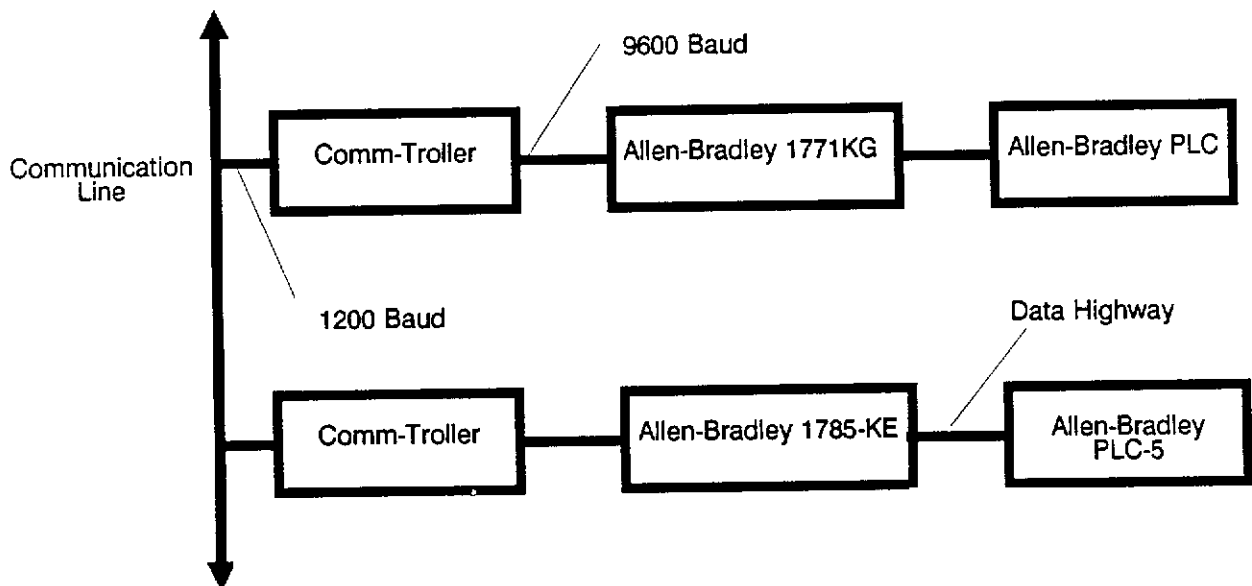 9600 Baud
Comm-Troller
Allen-Bradley 1771KG
Allen-Bradley PLC
Communication
Line
1200 Baud
Data Highway
Comm-Troller
Allen-Bradley 1785-KE
Allen-Bradley
PLC-5